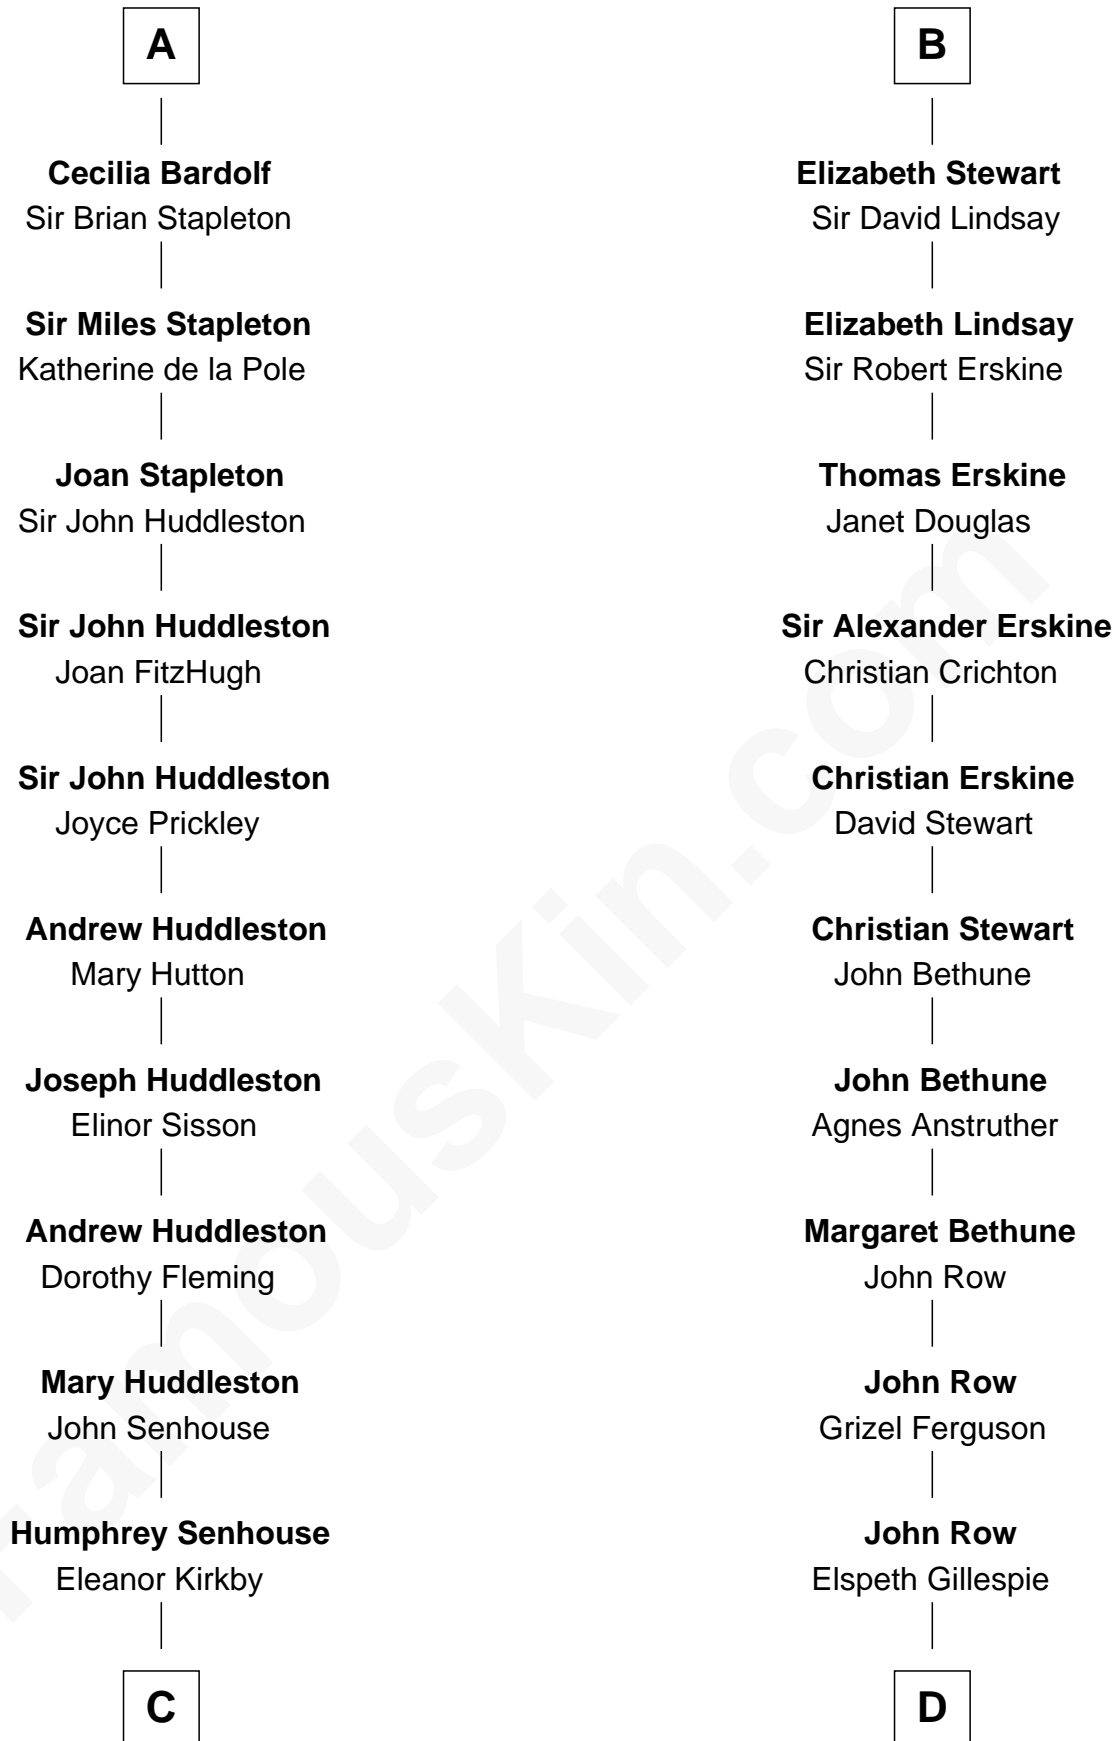 A
Cecilia Bardolf
Sir Brian Stapleton
Sir Miles Stapleton
Katherine de la Pole
Joan Stapleton
Sir John Huddleston
Sir John Huddleston
Joan FitzHugh
Sir John Huddleston
Joyce Prickley
Andrew Huddleston
Mary Hutton
Joseph Huddleston
Elinor Sisson
Andrew Huddleston
Dorothy Fleming
Mary Huddleston
John Senhouse
Humphrey Senhouse
Eleanor Kirkby
C
B
Elizabeth Stewart
Sir David Lindsay
Elizabeth Lindsay
Sir Robert Erskine
Thomas Erskine
Janet Douglas
Sir Alexander Erskine
Christian Crichton
Christian Erskine
David Stewart
Christian Stewart
John Bethune
John Bethune
Agnes Anstruther
Margaret Bethune
John Row
John Row
Grizel Ferguson
John Row
Elspeth Gillespie
D
FamousKin.com